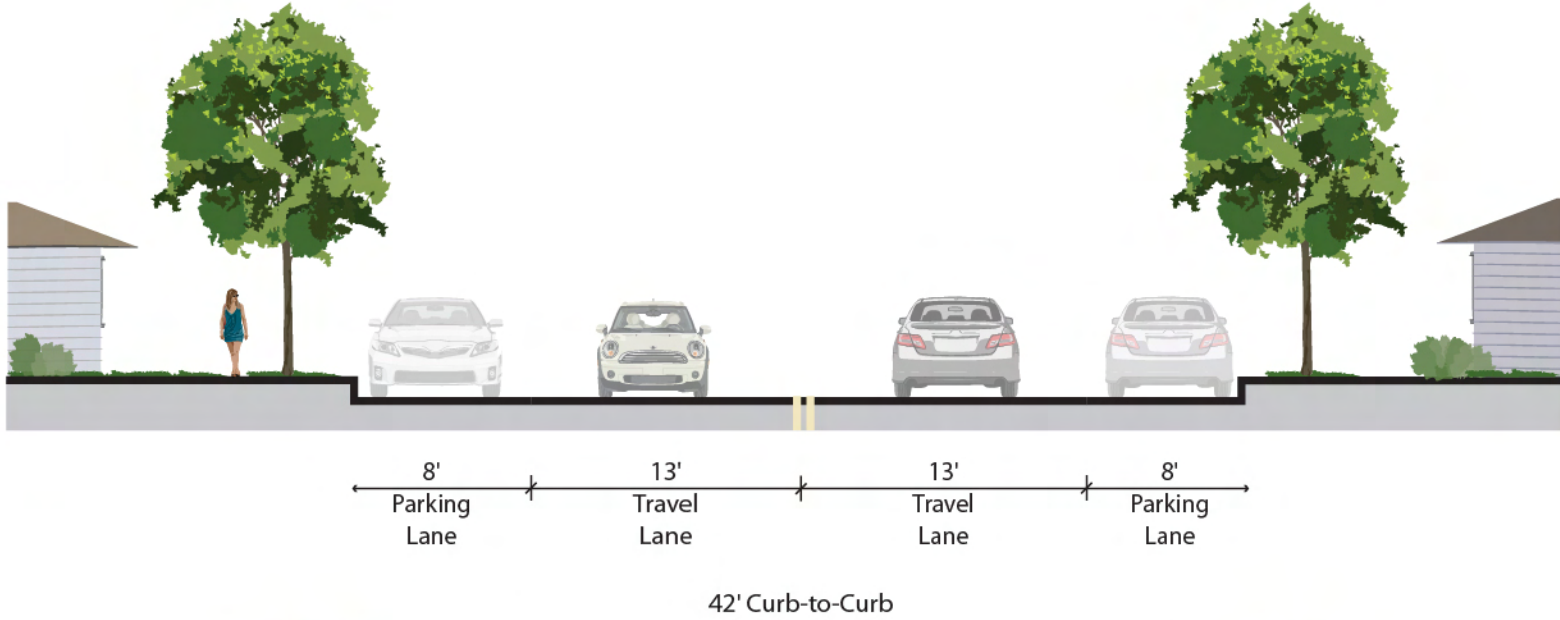 8' 13' 13' 8'
Parking Travel Travel Parking
Lane Lane Lane Lane
42' Curb-to-Curb